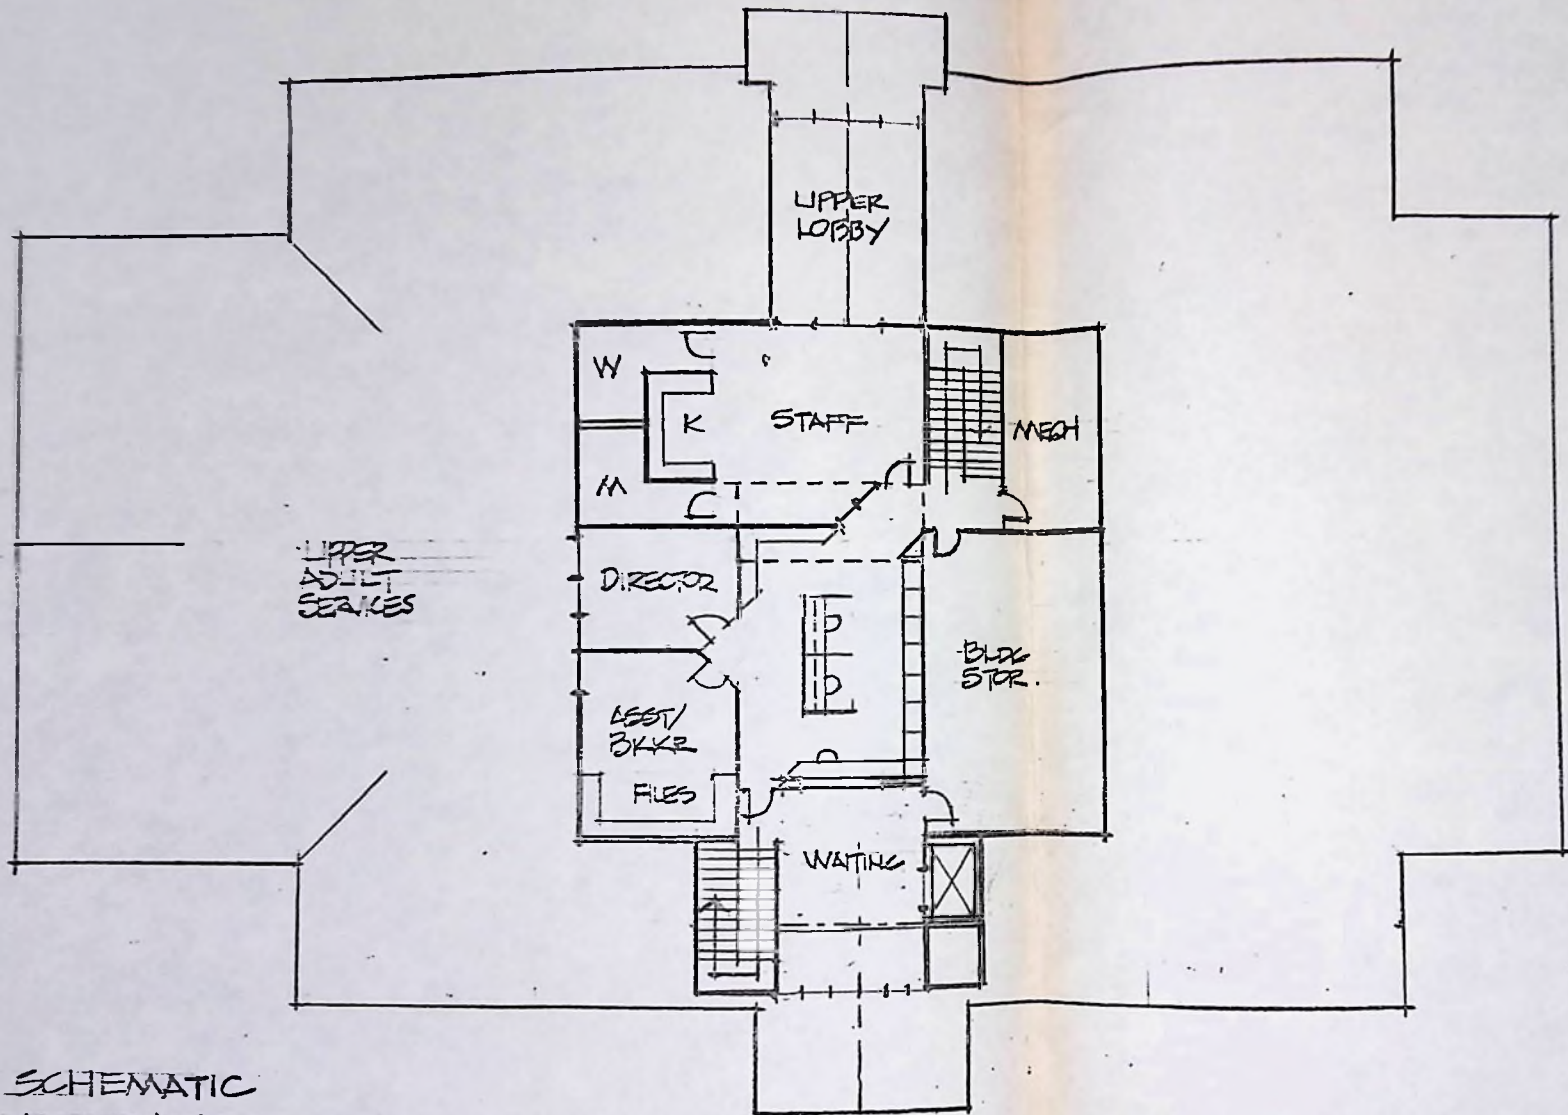 UPPER
LOBBY
W
K
STAFF
MECH
M
UPPER
ADULT
SERVICES
DIRECTOR
BLDG
STOR.
ASST/
BKKR
FILES
WAITING
SCHEMATIC